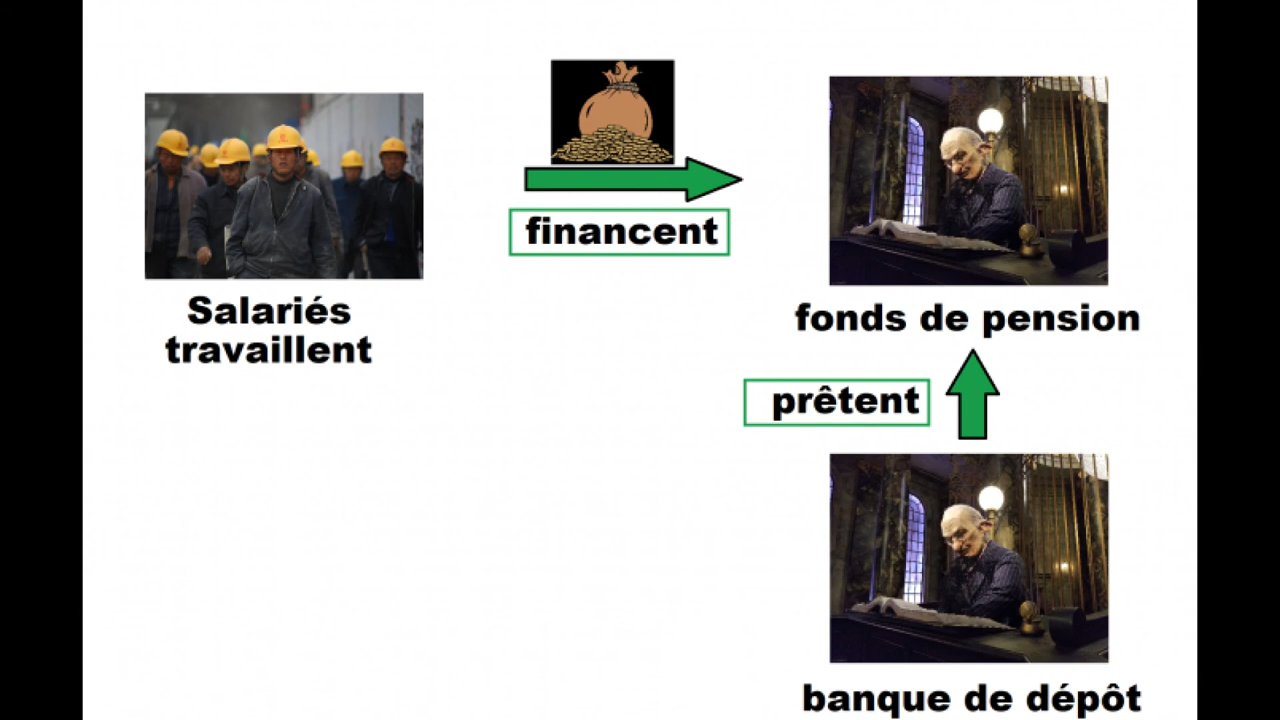 financent
Salariés
travaillent
fonds de pension
prêtent
banque de dépôt